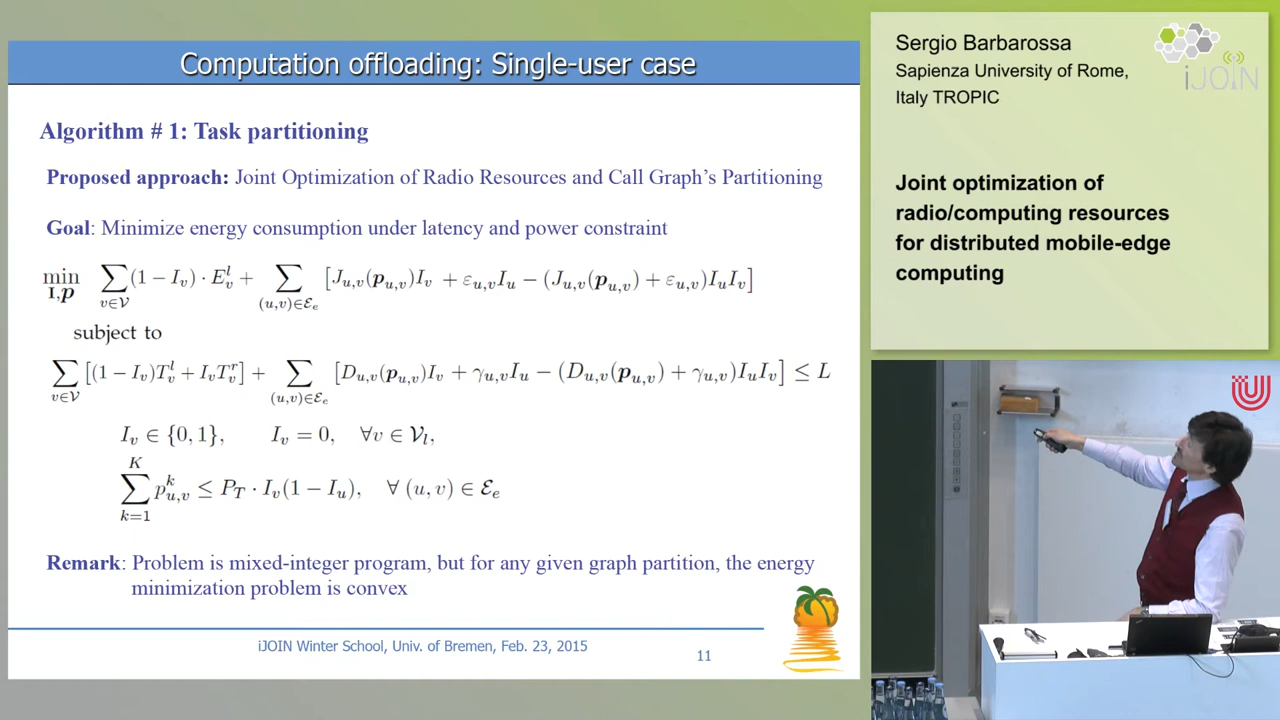 Computation offloading: Single-user case
Algorithm # 1: Task partitioning
Proposed approach: Joint Optimization of Radio Resources and Call Graph's Partitioning
Goal: Minimize energy consumption under latency and power constraint
min_{I,p} ∑_{v∈𝒱} (1 − I_v) · E_v^l + ∑_{(u,v)∈ℰ_e} [J_{u,v}(p_{u,v})I_v + ε_{u,v}I_u − (J_{u,v}(p_{u,v}) + ε_{u,v})I_uI_v]
subject to
∑_{v∈𝒱} [(1 − I_v)T_v^l + I_vT_v^r] + ∑_{(u,v)∈ℰ_e} [D_{u,v}(p_{u,v})I_v + γ_{u,v}I_u − (D_{u,v}(p_{u,v}) + γ_{u,v})I_uI_v] ≤ L
I_v ∈ {0, 1}, I_v = 0, ∀v ∈ 𝒱_l,
∑_{k=1}^{K} p_{u,v}^k ≤ P_T · I_v(1 − I_u), ∀ (u, v) ∈ ℰ_e
Remark: Problem is mixed-integer program, but for any given graph partition, the energy
minimization problem is convex
iJOIN Winter School, Univ. of Bremen, Feb. 23, 2015
11
Sergio Barbarossa
Sapienza University of Rome,
Italy TROPIC
iJOIN
Joint optimization of
radio/computing resources
for distributed mobile-edge
computing